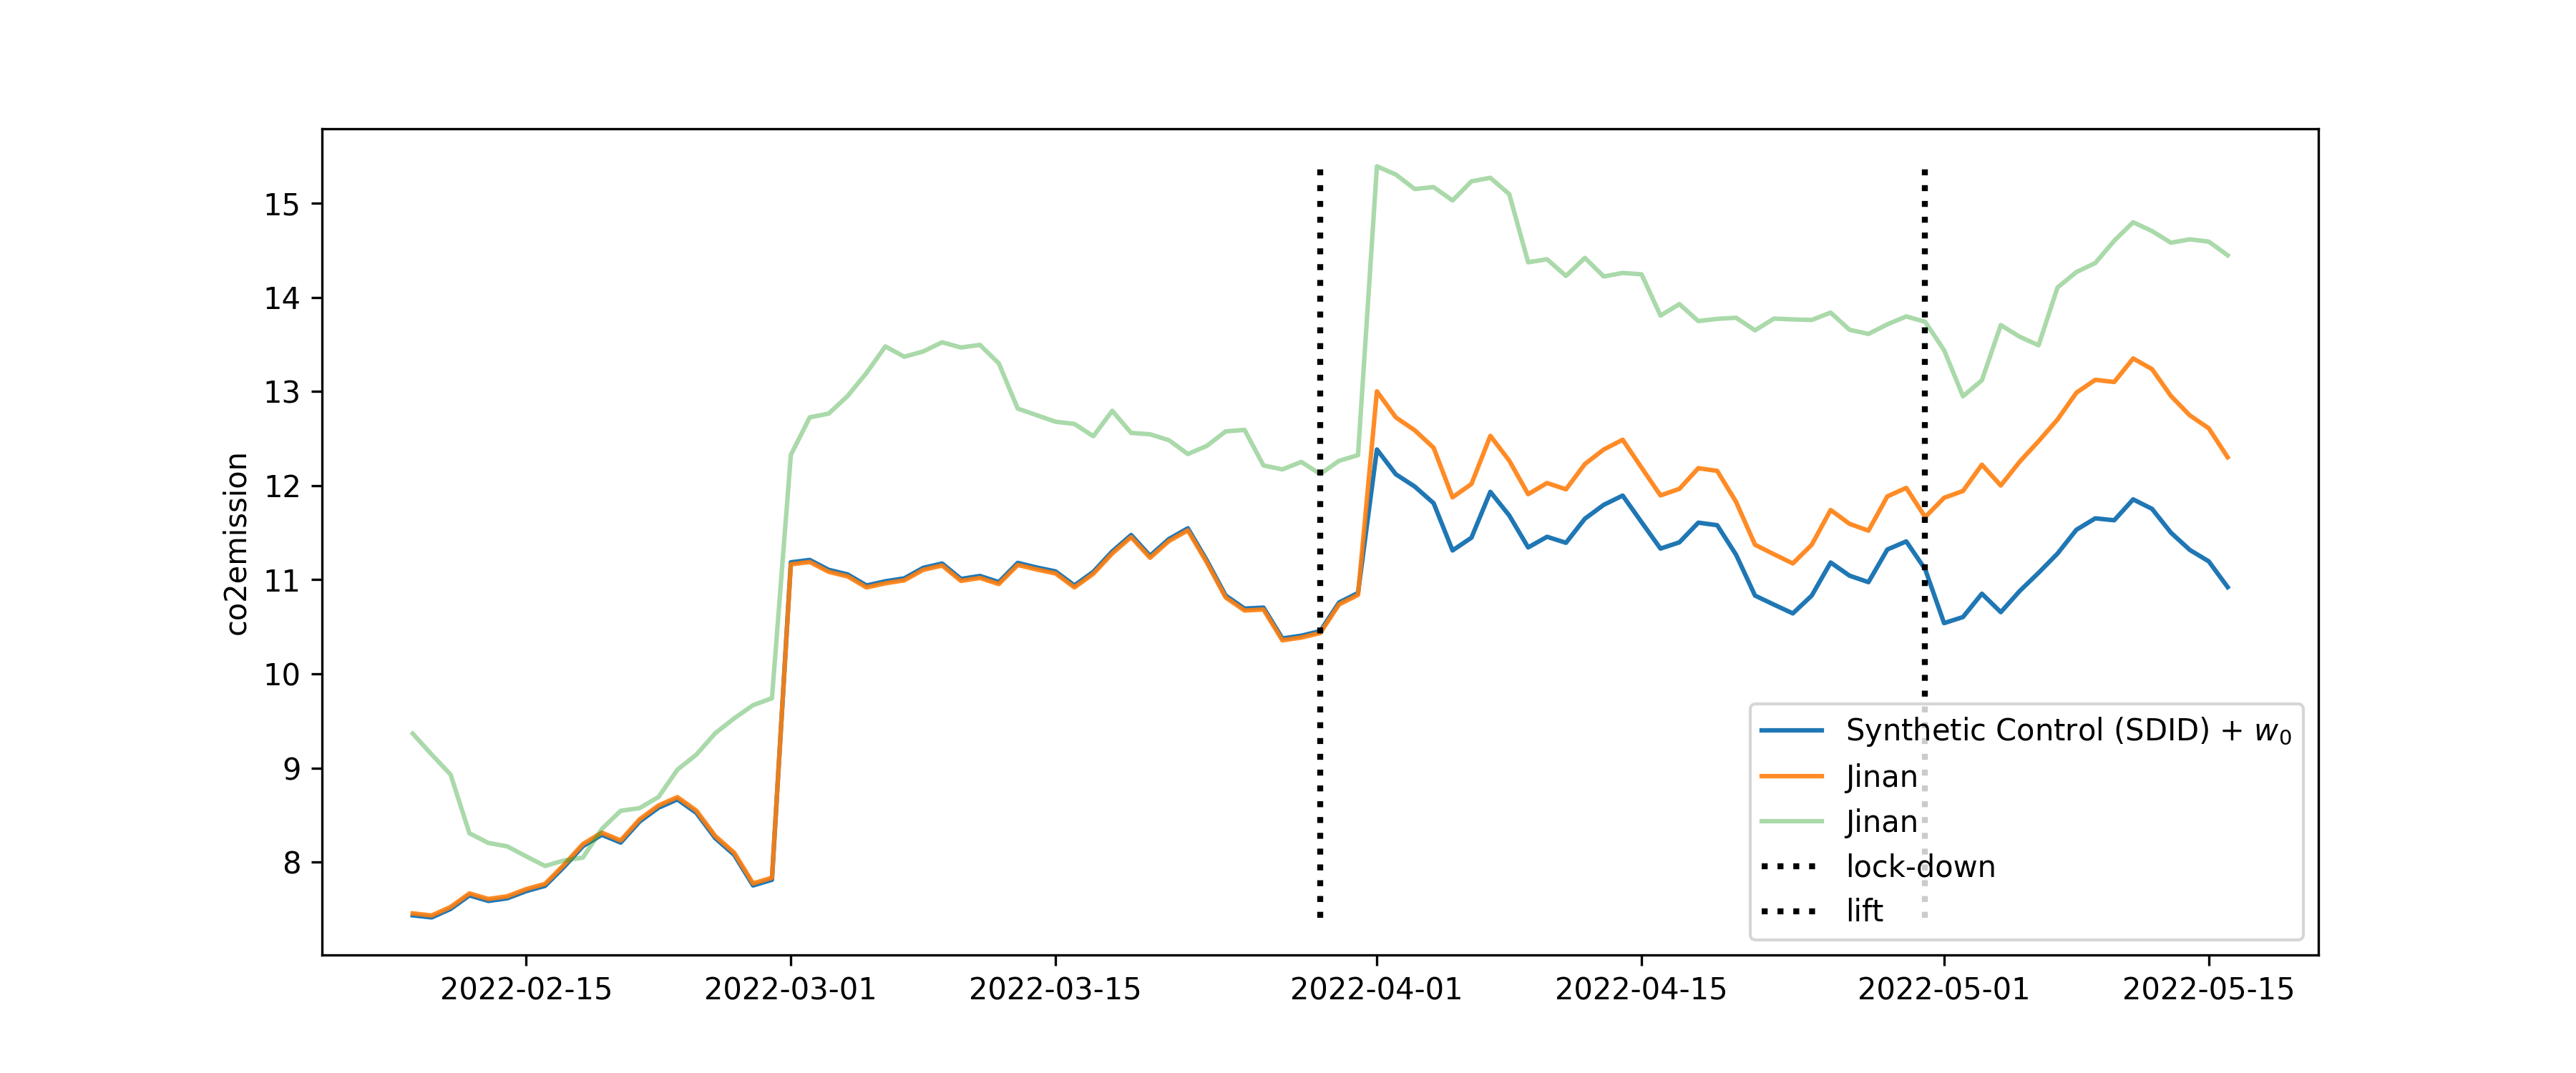 co2emission
15
14
13
12
11
10
9
8
Synthetic Control (SDID) + w₀
Jinan
Jinan
lock-down
lift
2022-02-15
2022-03-01
2022-03-15
2022-04-01
2022-04-15
2022-05-01
2022-05-15